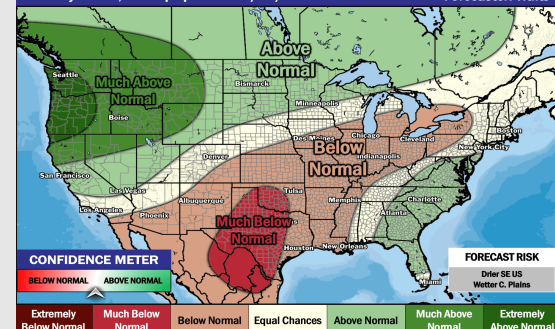 Above
Normal
Seattle
Much Above
Normal
Bismarck
Boise
Minneapolis
Boston
Des Moines
Chicago
Cleveland
New York City
Below
Normal
Indianapolis
Denver
San Francisco
Las Vegas
Tulsa
Los Angeles
Albuquerque
Memphis
Charlotte
Phoenix
Atlanta
Much Below
Normal
Houston
New Orleans
CONFIDENCE METER
BELOW NORMAL
ABOVE NORMAL
FORECAST RISK
Drier SE US
Wetter C. Plains
Miami
Extremely
Below Normal
Much Below
Normal
Below Normal
Equal Chances
Above Normal
Much Above
Normal
Extremely
Above Normal